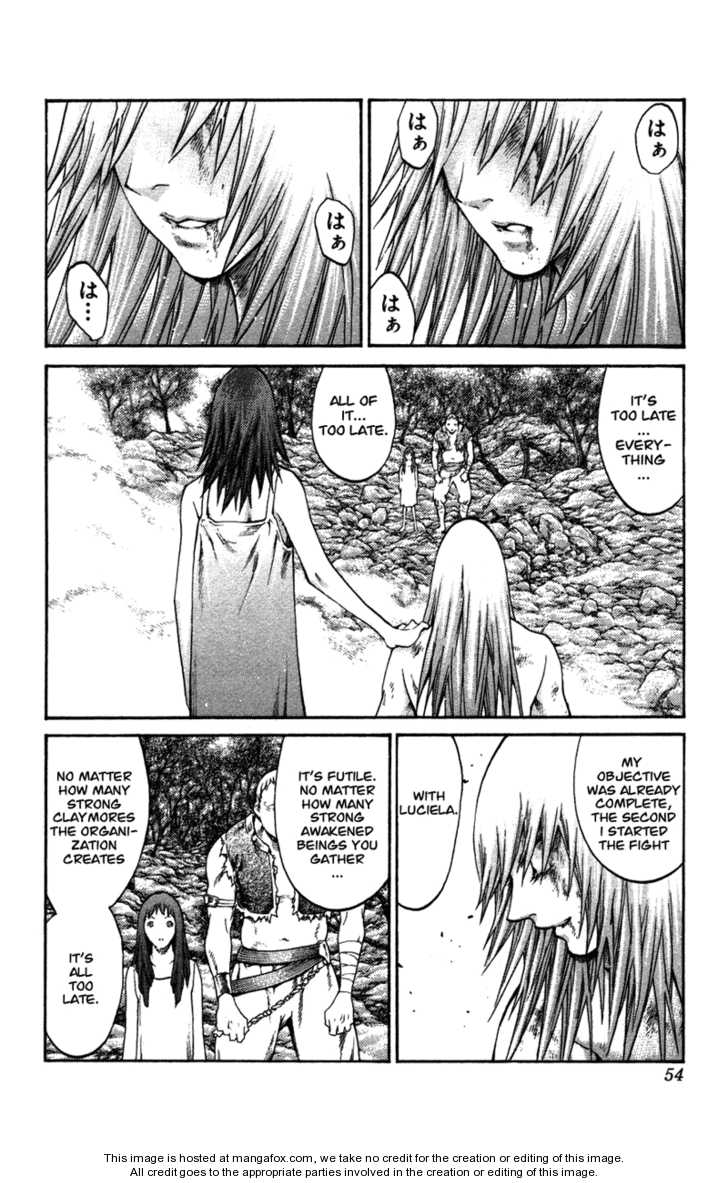 はぁ
はぁ
はぁ
はぁ
は…
IT'S
TOO LATE
...
EVERY-
THING
...
ALL OF
IT...
TOO LATE.
MY
OBJECTIVE
WAS ALREADY
COMPLETE,
THE SECOND
I STARTED
THE FIGHT
WITH
LUCIELA.
IT'S FUTILE.
NO MATTER
HOW MANY
STRONG
AWAKENED
BEINGS YOU
GATHER
...
NO MATTER
HOW MANY
STRONG
CLAYMORES
THE ORGANI-
ZATION
CREATES
IT'S
ALL
TOO
LATE.
54
This image is hosted at mangafox.com, we take no credit for the creation or editing of this image.
All credit goes to the appropriate parties involved in the creation or editing of this image.